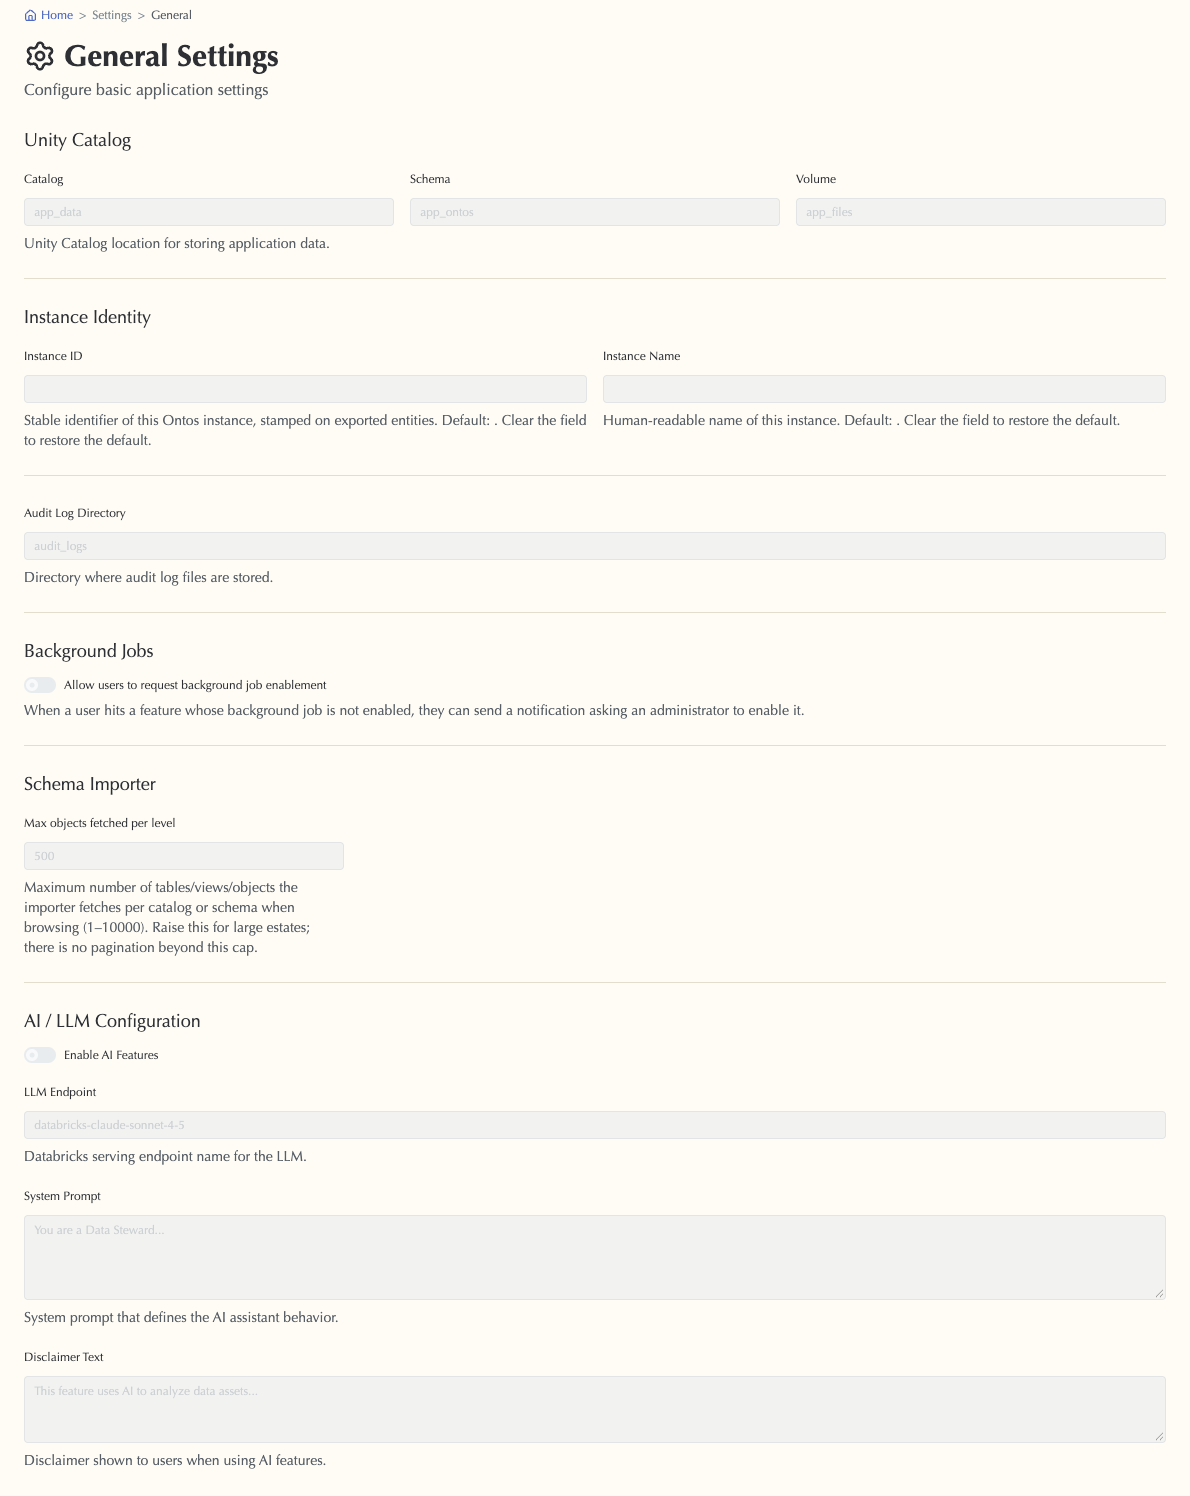 Home > Settings > General
General Settings
Configure basic application settings
Unity Catalog
Catalog Schema Volume
app_data app_ontos app_files
Unity Catalog location for storing application data.
Instance Identity
Instance ID Instance Name
Stable identifier of this Ontos instance, stamped on exported entities. Default: . Clear the field
to restore the default.
Human-readable name of this instance. Default: . Clear the field to restore the default.
Audit Log Directory
audit_logs
Directory where audit log files are stored.
Background Jobs
Allow users to request background job enablement
When a user hits a feature whose background job is not enabled, they can send a notification asking an administrator to enable it.
Schema Importer
Max objects fetched per level
500
Maximum number of tables/views/objects the
importer fetches per catalog or schema when
browsing (1–10000). Raise this for large estates;
there is no pagination beyond this cap.
AI / LLM Configuration
Enable AI Features
LLM Endpoint
databricks-claude-sonnet-4-5
Databricks serving endpoint name for the LLM.
System Prompt
You are a Data Steward...
System prompt that defines the AI assistant behavior.
Disclaimer Text
This feature uses AI to analyze data assets...
Disclaimer shown to users when using AI features.